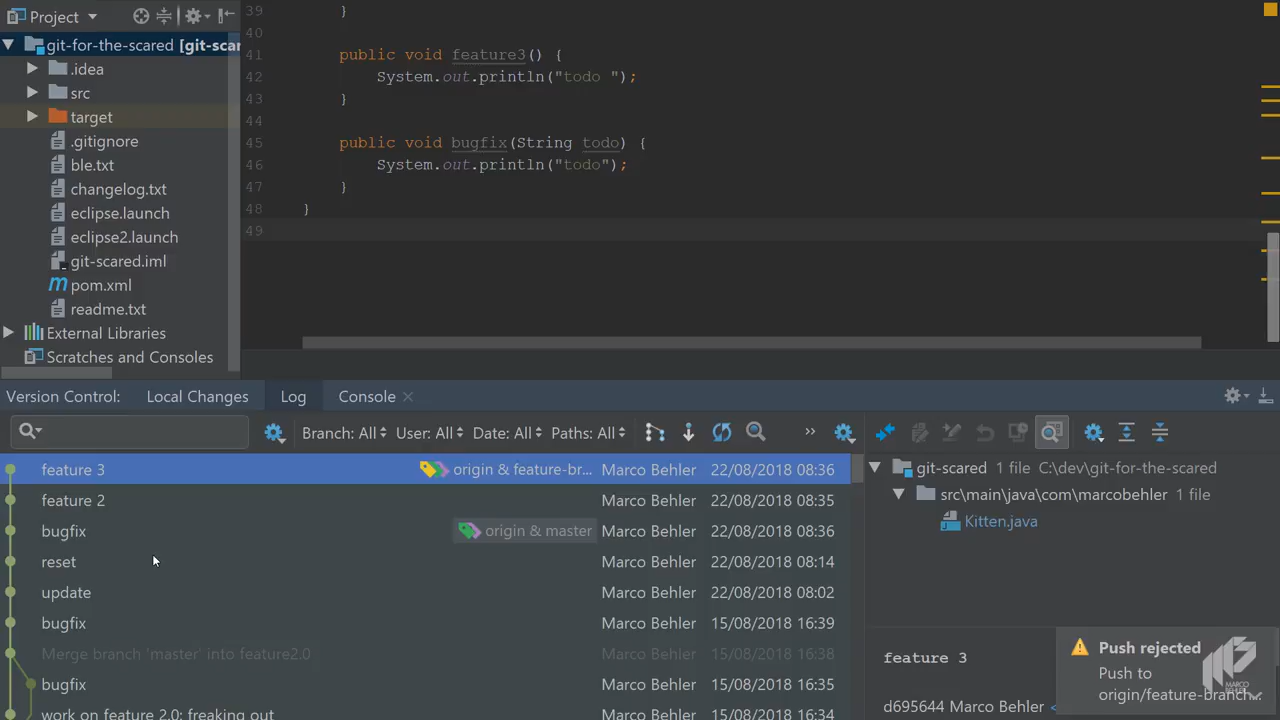 Project
git-for-the-scared [git-scar
.idea
src
target
.gitignore
ble.txt
changelog.txt
eclipse.launch
eclipse2.launch
git-scared.iml
pom.xml
readme.txt
External Libraries
Scratches and Consoles
39 }
40
41 public void feature3() {
42 System.out.println("todo ");
43 }
44
45 public void bugfix(String todo) {
46 System.out.println("todo");
47 }
48 }
49
Version Control: Local Changes Log Console
Branch: All User: All Date: All Paths: All
feature 3 origin & feature-br... Marco Behler 22/08/2018 08:36
feature 2 Marco Behler 22/08/2018 08:35
bugfix origin & master Marco Behler 22/08/2018 08:36
reset Marco Behler 22/08/2018 08:14
update Marco Behler 22/08/2018 08:02
bugfix Marco Behler 15/08/2018 16:39
Merge branch 'master' into feature2.0 Marco Behler 15/08/2018 16:38
bugfix Marco Behler 15/08/2018 16:35
work on feature 2.0: freaking out Marco Behler 15/08/2018 16:34
git-scared 1 file C:\dev\git-for-the-scared
src\main\java\com\marcobehler 1 file
Kitten.java
feature 3
d695644 Marco Behler <
Push rejected
Push to
origin/feature-branch...
MARCO
BEHLER